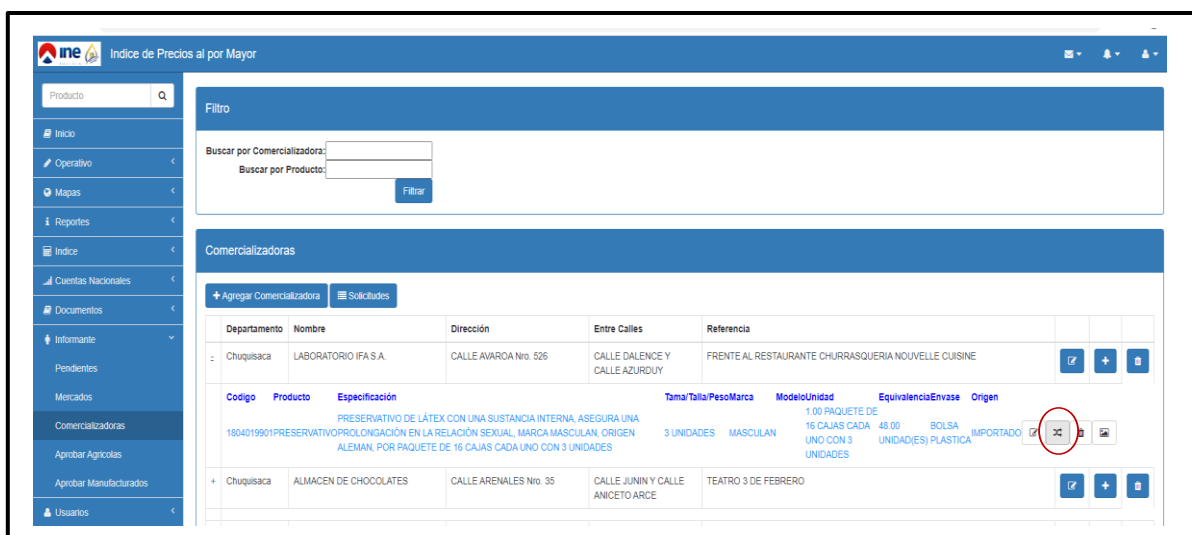 ine Indice de Precios al por Mayor
Producto
Inicio
Operativo
Mapas
Reportes
Indice
Cuentas Nacionales
Documentos
Informante
Pendientes
Mercados
Comercializadoras
Aprobar Agricolas
Aprobar Manufacturados
Usuarios
Filtro
Buscar por Comercializadora:
Buscar por Producto:
Filtrar
Comercializadoras
+ Agregar Comercializadora Solicitudes
Departamento Nombre Dirección Entre Calles Referencia
- Chuquisaca LABORATORIO IFA S.A. CALLE AVAROA Nro. 526 CALLE DALENCE Y FRENTE AL RESTAURANTE CHURRASQUERIA NOUVELLE CUISINE
CALLE AZURDUY
Codigo Producto Especificación Tama/Talla/PesoMarca ModeloUnidad EquivalenciaEnvase Origen
1.00 PAQUETE DE
PRESERVATIVO DE LÁTEX CON UNA SUSTANCIA INTERNA, ASEGURA UNA
16 CAJAS CADA 48.00 BOLSA
1804019901PRESERVATIVOPROLONGACIÓN EN LA RELACIÓN SEXUAL, MARCA MASCULAN, ORIGEN 3 UNIDADES MASCULAN IMPORTADO
UNO CON 3 UNIDAD(ES) PLASTICA
ALEMAN, POR PAQUETE DE 16 CAJAS CADA UNO CON 3 UNIDADES
UNIDADES
+ Chuquisaca ALMACEN DE CHOCOLATES CALLE ARENALES Nro. 35 CALLE JUNIN Y CALLE TEATRO 3 DE FEBRERO
ANICETO ARCE